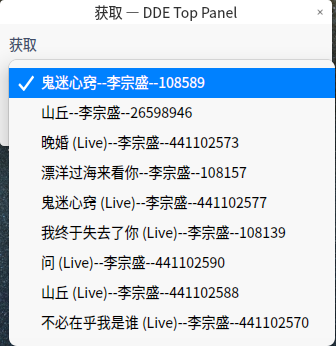 获取 — DDE Top Panel
×
获取
✓ 鬼迷心窍--李宗盛--108589
山丘--李宗盛--26598946
晚婚 (Live)--李宗盛--441102573
漂洋过海来看你--李宗盛--108157
鬼迷心窍 (Live)--李宗盛--441102577
我终于失去了你 (Live)--李宗盛--108139
问 (Live)--李宗盛--441102590
山丘 (Live)--李宗盛--441102588
不必在乎我是谁 (Live)--李宗盛--441102570